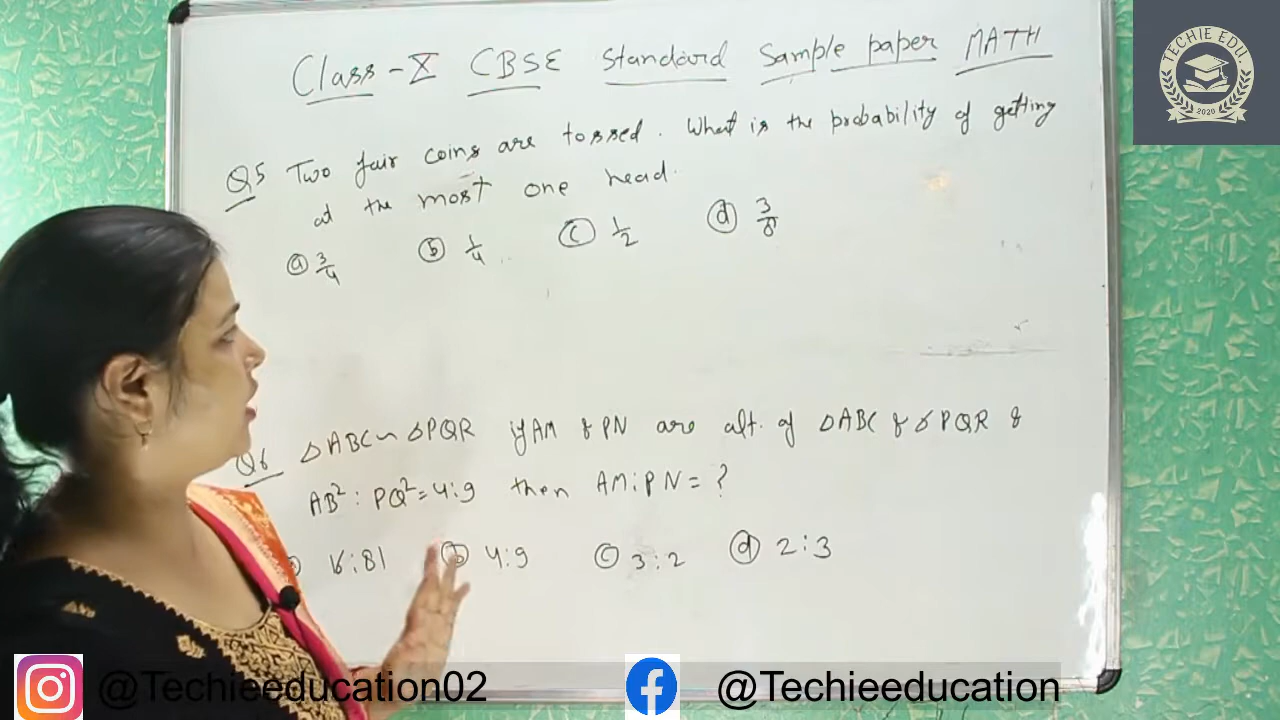 Class - X CBSE Standard Sample paper MATH
Q5 Two fair coins are tossed. What is the probability of getting
at the most one head.
(a) 3/4 (b) 1/4 (c) 1/2 (d) 3/8
Q6 △ABC ~ △PQR if AM & PN are alt. of △ABC & △PQR &
AB² : PQ² = 4:9 then AM:PN = ?
16:81 (b) 4:9 (c) 3:2 (d) 2:3
TECHIE EDU.
2020
@Techieeducation02 @Techieeducation